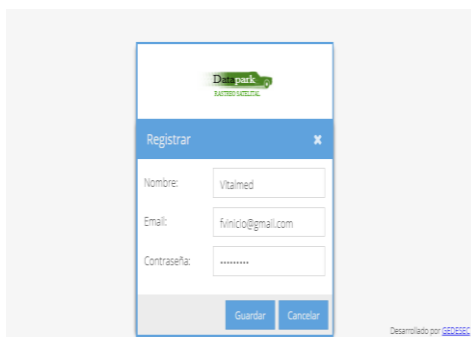 Datapark
RASTREO SATELITAL
Registrar ×
Nombre: Vitalmed
Email: fvinicio@gmail.com
Contraseña: •••••••••
Guardar Cancelar
Desarrollado por GEDESEC